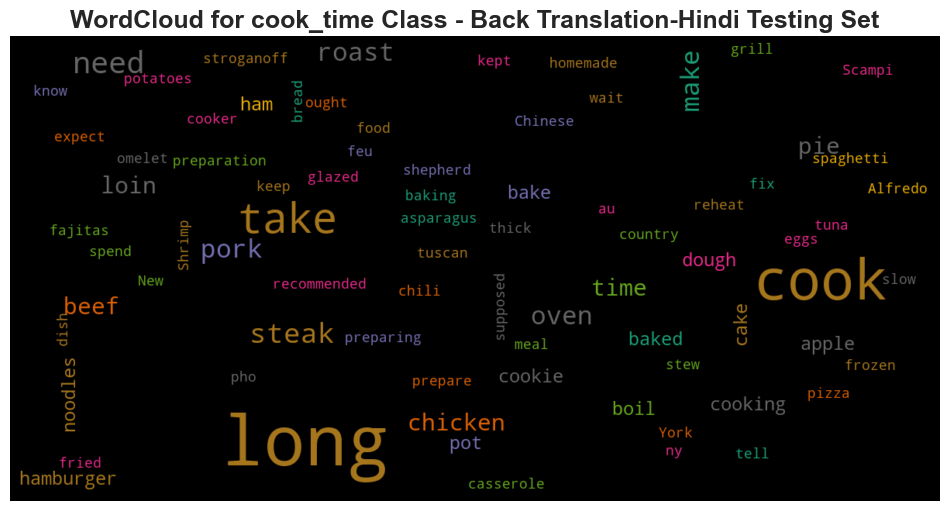 WordCloud for cook_time Class - Back Translation-Hindi Testing Set
need
stroganoff
roast
kept
homemade
make
grill
Scampi
know
potatoes
ham
bread
ought
wait
cooker
food
Chinese
expect
omelet
preparation
feu
shepherd
pie
spaghetti
loin
keep
glazed
baking
bake
fix
Alfredo
take
asparagus
au
reheat
fajitas
Shrimp
pork
thick
country
tuna
eggs
spend
tuscan
dough
New
recommended
chili
supposed
time
cook
slow
beef
dish
steak
preparing
oven
meal
baked
cake
apple
noodles
pho
prepare
cookie
stew
frozen
long
chicken
boil
cooking
pizza
pot
York
ny
tell
fried
hamburger
casserole